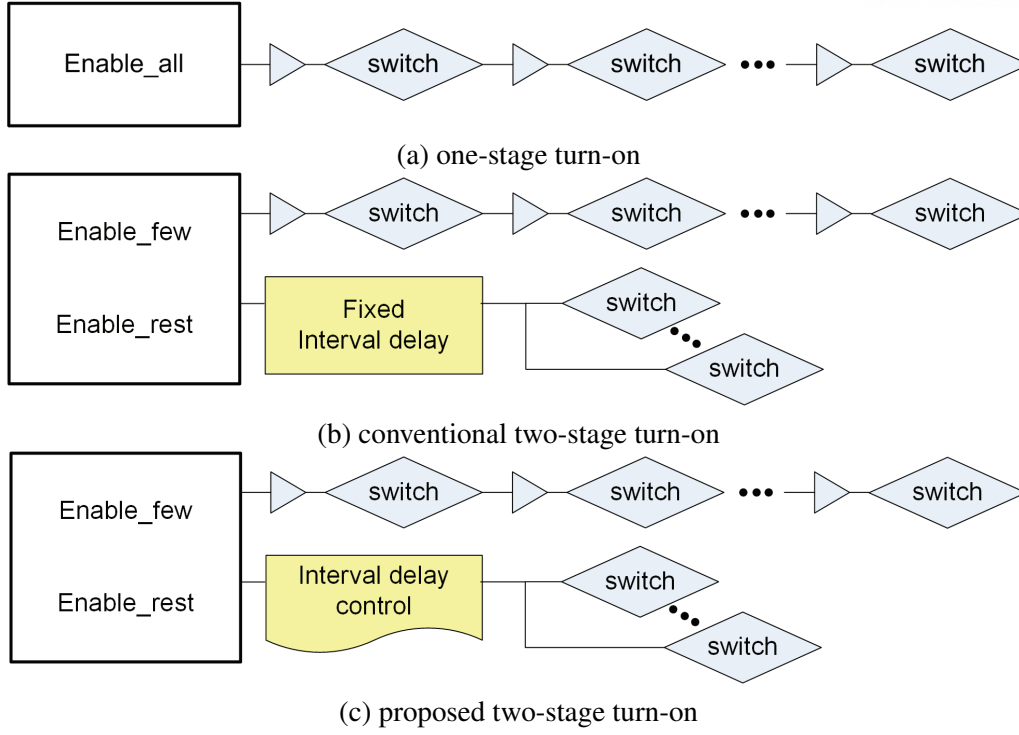 Enable_all
switch switch switch
(a) one-stage turn-on
Enable_few
switch switch switch
Enable_rest
Fixed
Interval delay
switch
switch
(b) conventional two-stage turn-on
Enable_few
switch switch switch
Enable_rest
Interval delay
control
switch
switch
(c) proposed two-stage turn-on